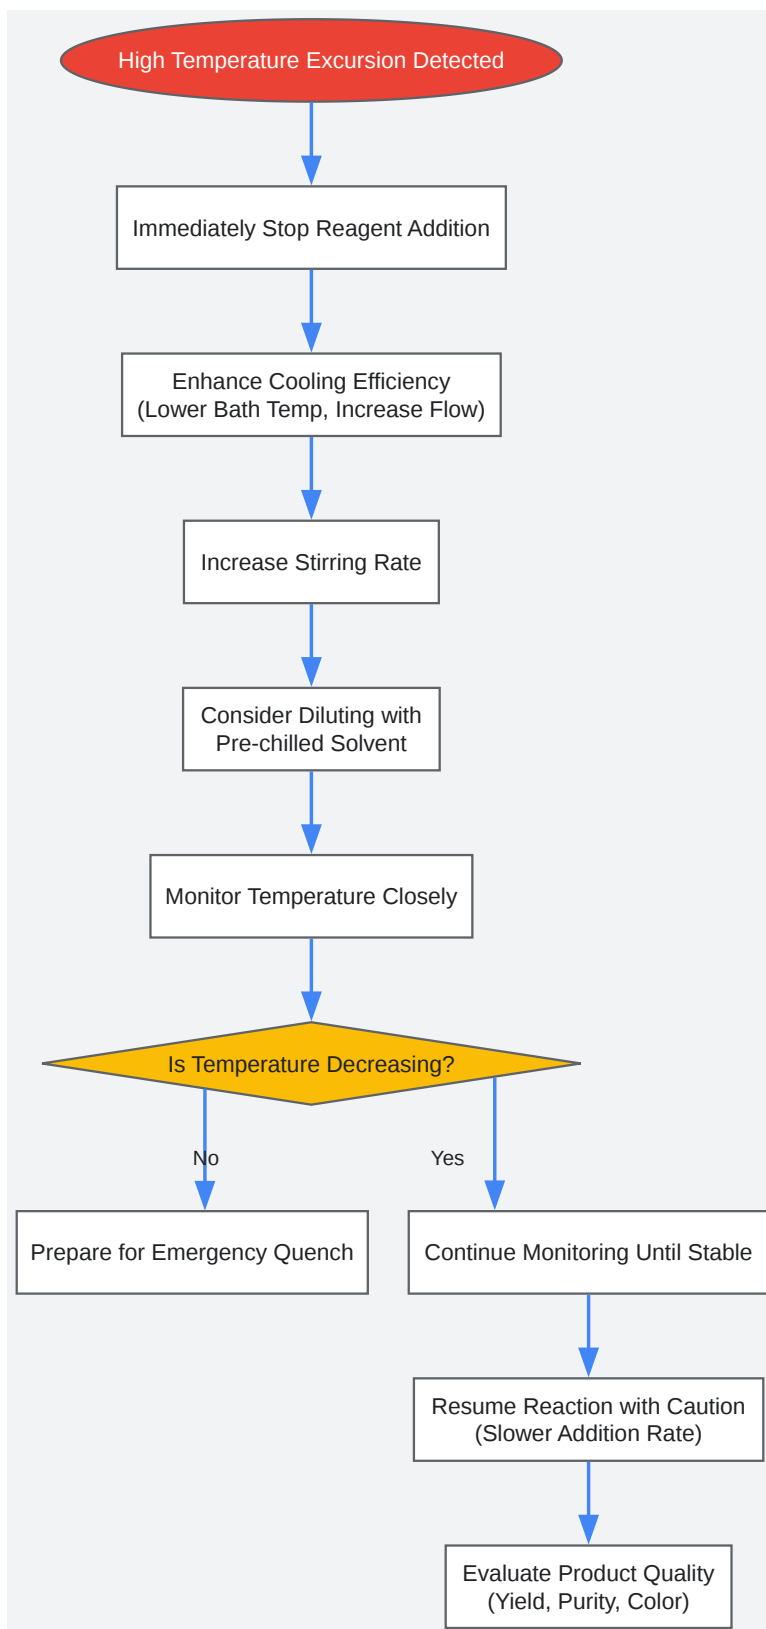 High Temperature Excursion Detected
Immediately Stop Reagent Addition
Enhance Cooling Efficiency
(Lower Bath Temp, Increase Flow)
Increase Stirring Rate
Consider Diluting with
Pre-chilled Solvent
Monitor Temperature Closely
Is Temperature Decreasing?
No
Yes
Prepare for Emergency Quench
Continue Monitoring Until Stable
Resume Reaction with Caution
(Slower Addition Rate)
Evaluate Product Quality
(Yield, Purity, Color)